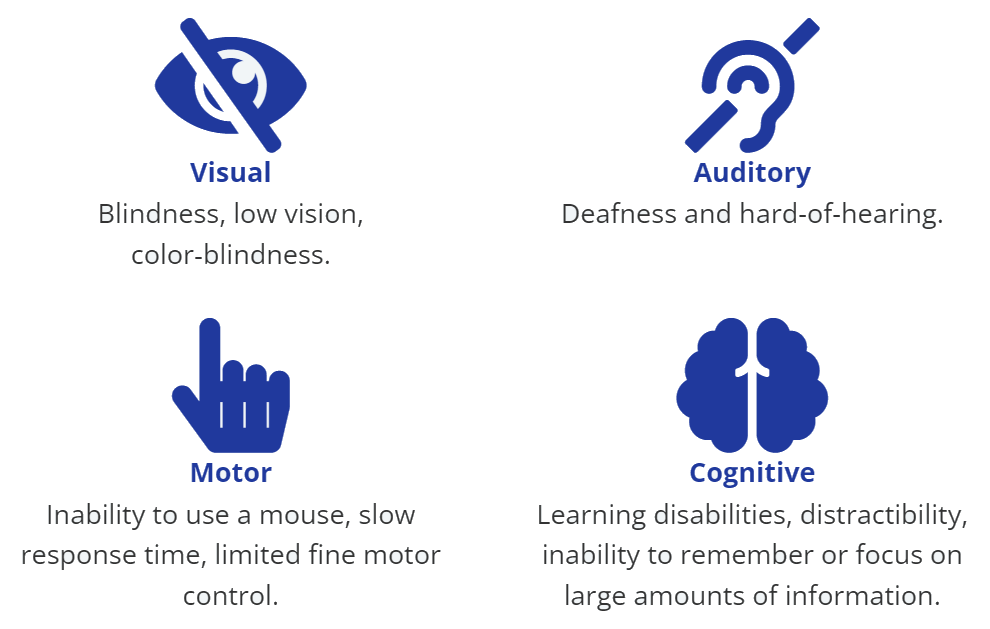 Visual
Blindness, low vision,
color-blindness.
Auditory
Deafness and hard-of-hearing.
Motor
Inability to use a mouse, slow
response time, limited fine motor
control.
Cognitive
Learning disabilities, distractibility,
inability to remember or focus on
large amounts of information.